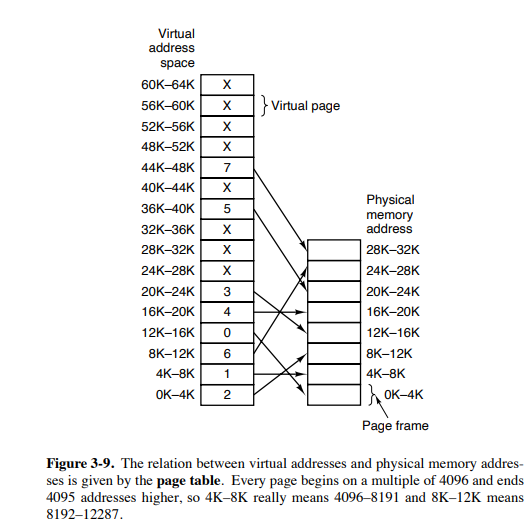 Virtual
address
space
60K–64K X
56K–60K X Virtual page
52K–56K X
48K–52K X
44K–48K 7
40K–44K X
36K–40K 5
32K–36K X
28K–32K X
24K–28K X
20K–24K 3
16K–20K 4
12K–16K 0
8K–12K 6
4K–8K 1
0K–4K 2
Physical
memory
address
28K–32K
24K–28K
20K–24K
16K–20K
12K–16K
8K–12K
4K–8K
0K–4K
Page frame
Figure 3-9. The relation between virtual addresses and physical memory addres-
ses is given by the page table. Every page begins on a multiple of 4096 and ends
4095 addresses higher, so 4K–8K really means 4096–8191 and 8K–12K means
8192–12287.